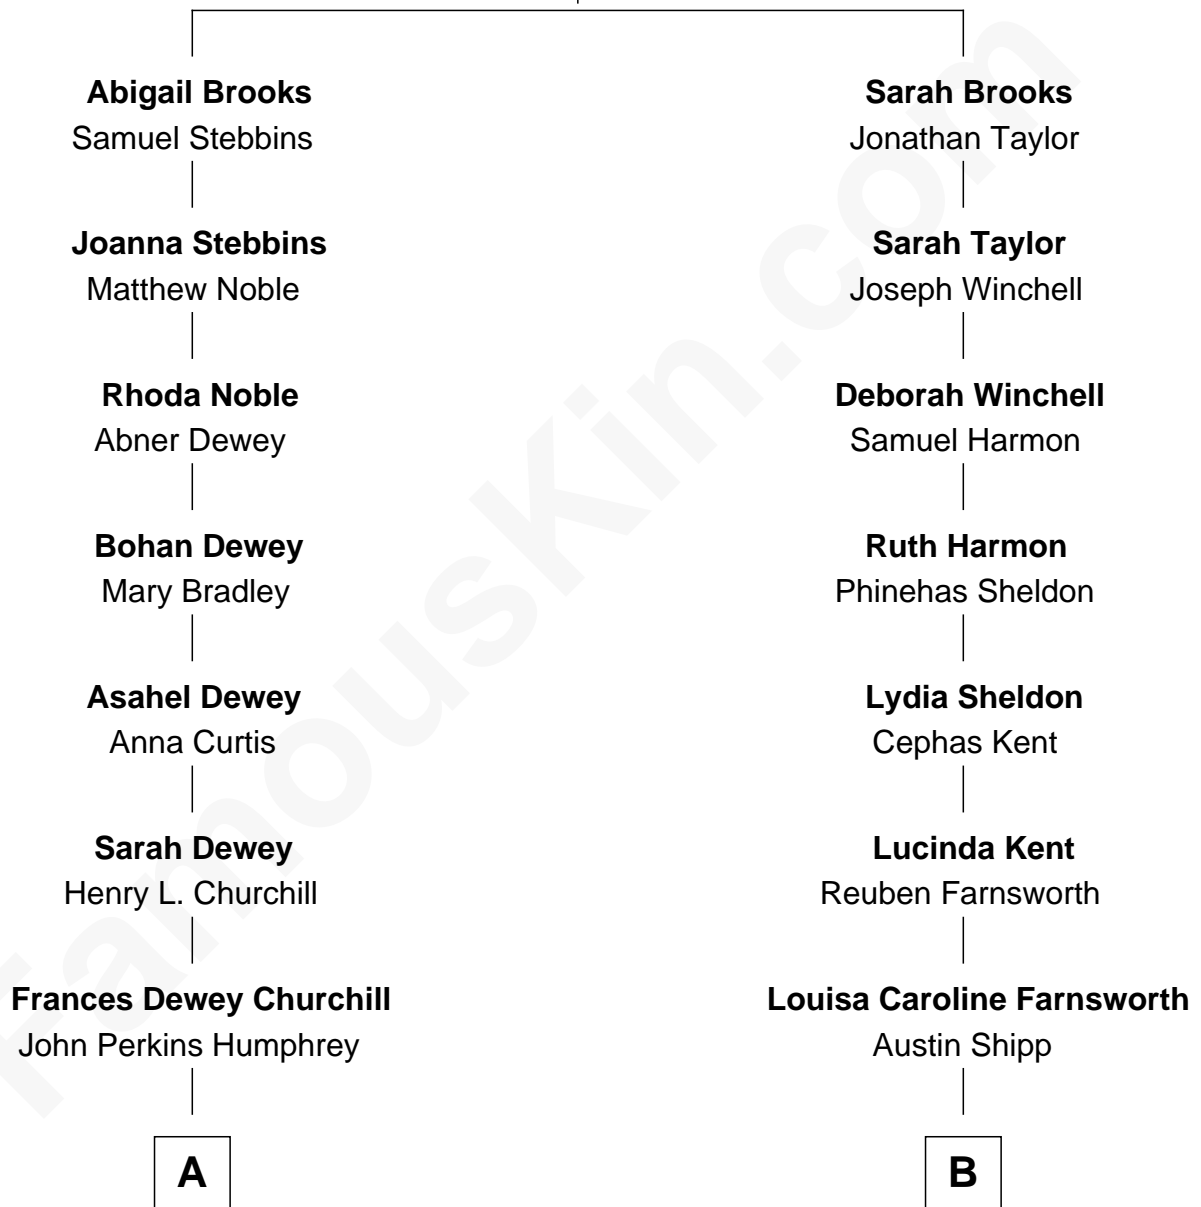 Abigail Brooks
Samuel Stebbins
Sarah Brooks
Jonathan Taylor
Joanna Stebbins
Matthew Noble
Sarah Taylor
Joseph Winchell
Rhoda Noble
Abner Dewey
Deborah Winchell
Samuel Harmon
Bohan Dewey
Mary Bradley
Ruth Harmon
Phinehas Sheldon
Asahel Dewey
Anna Curtis
Lydia Sheldon
Cephas Kent
Sarah Dewey
Henry L. Churchill
Lucinda Kent
Reuben Farnsworth
Frances Dewey Churchill
John Perkins Humphrey
Louisa Caroline Farnsworth
Austin Shipp
A
B
FamousKin.com